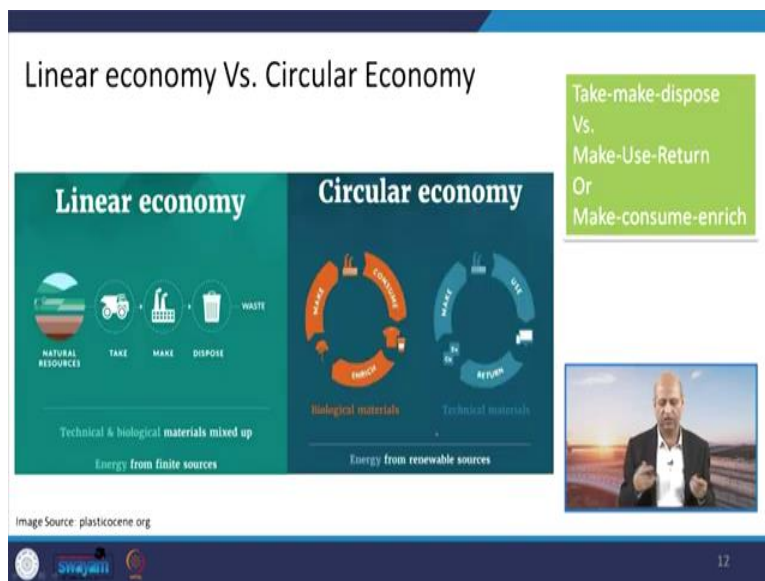 Linear economy Vs. Circular Economy
Take-make-dispose
Vs.
Make-Use-Return
Or
Make-consume-enrich
Linear economy
NATURAL
RESOURCES
TAKE
MAKE
DISPOSE
WASTE
Technical & biological materials mixed up
Energy from finite sources
Circular economy
MAKE
CONSUME
ENRICH
Biological materials
MAKE
USE
RETURN
Technical materials
Energy from renewable sources
Image Source: plasticocene.org
swayam
12